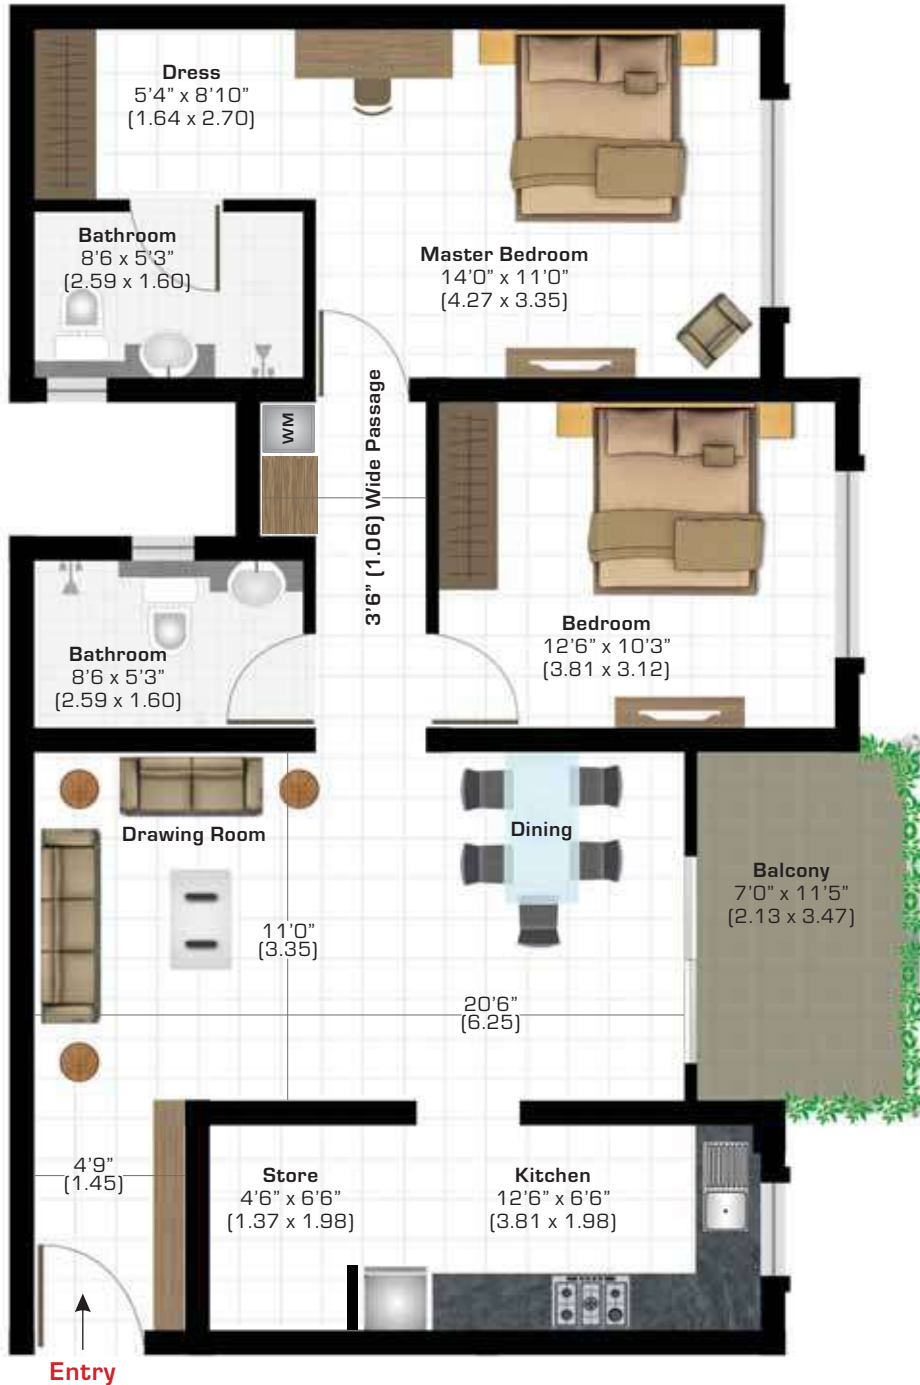 Dress
5'4" x 8'10"
(1.64 x 2.70)
Bathroom
8'6 x 5'3"
(2.59 x 1.60)
Master Bedroom
14'0" x 11'0"
(4.27 x 3.35)
WM
3'6" (1.06) Wide Passage
Bedroom
12'6" x 10'3"
(3.81 x 3.12)
Bathroom
8'6 x 5'3"
(2.59 x 1.60)
Drawing Room
Dining
Balcony
7'0" x 11'5"
(2.13 x 3.47)
11'0"
(3.35)
20'6"
(6.25)
4'9"
(1.45)
Store
4'6" x 6'6"
(1.37 x 1.98)
Kitchen
12'6" x 6'6"
(3.81 x 1.98)
Entry